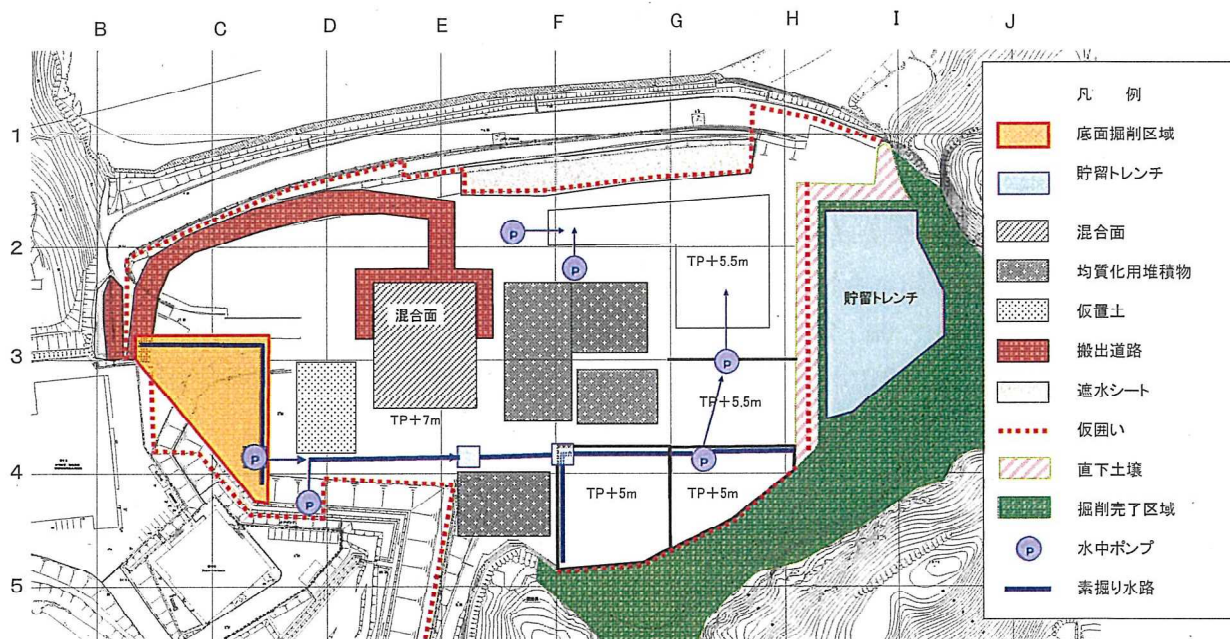 B C D E F G H I J
1
2
3
4
5
凡 例
底面掘削区域
貯留トレンチ
混合面
均質化用堆積物
仮置土
搬出道路
遮水シート
仮囲い
直下土壌
掘削完了区域
P 水中ポンプ
素掘り水路
P
P
TP+5.5m
貯留トレンチ
混合面
P
TP+5.5m
TP+7m
P
P
P
TP+5m
TP+5m